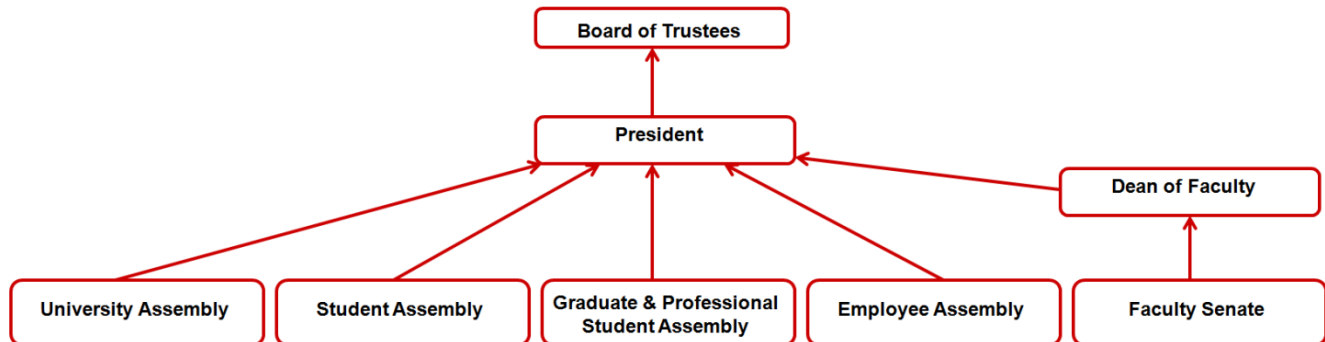 Board of Trustees
President
Dean of Faculty
University Assembly
Student Assembly
Graduate & Professional
Student Assembly
Employee Assembly
Faculty Senate